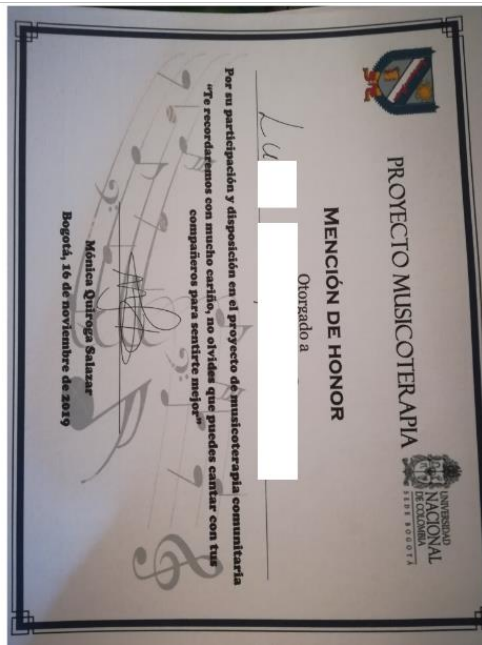 PROYECTO MUSICOTERAPIA
UNIVERSIDAD
NACIONAL
DE COLOMBIA
SEDE BOGOTÁ
MENCIÓN DE HONOR
Otorgado a
Lu
Por su participación y disposición en el proyecto de musicoterapia comunitaria
“Te recordaremos con mucho cariño, no olvides que puedes cantar con tus
compañeros para sentirte mejor”
Mónica Quiroga Salazar
Bogotá, 16 de noviembre de 2019